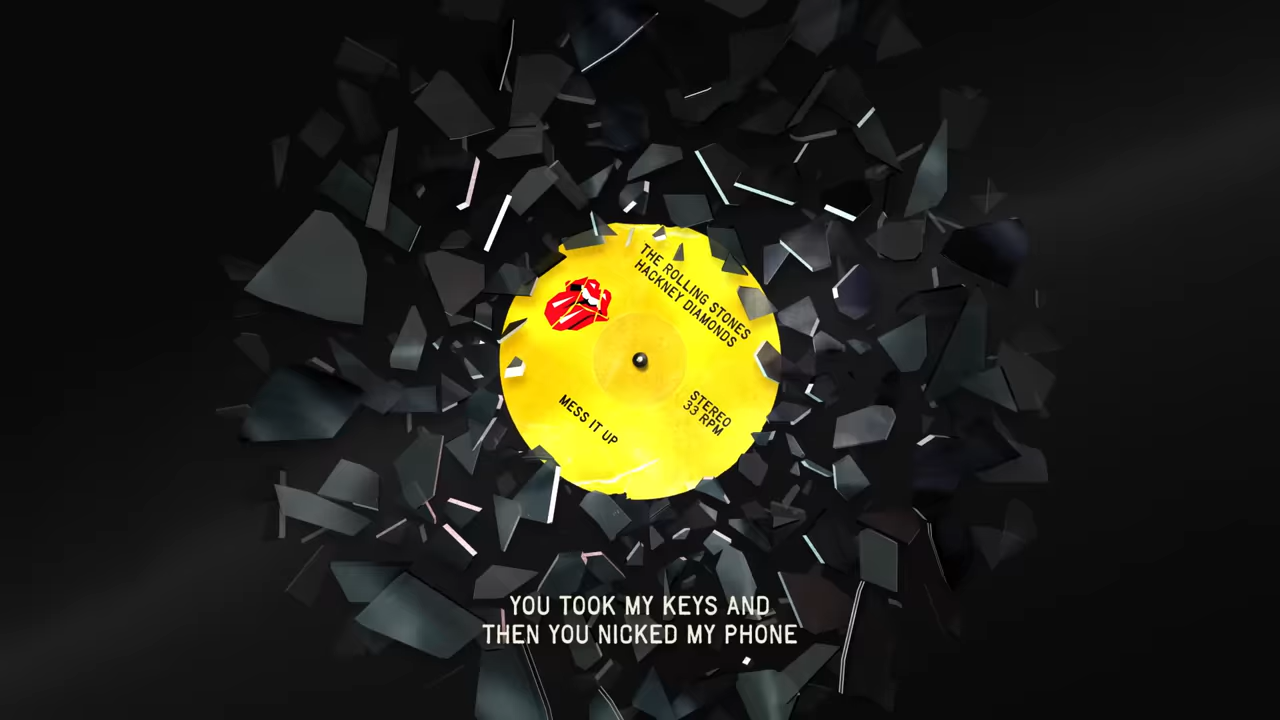 THE ROLLING STONES
HACKNEY DIAMONDS
MESS IT UP
STEREO
33 RPM
YOU TOOK MY KEYS AND
THEN YOU NICKED MY PHONE